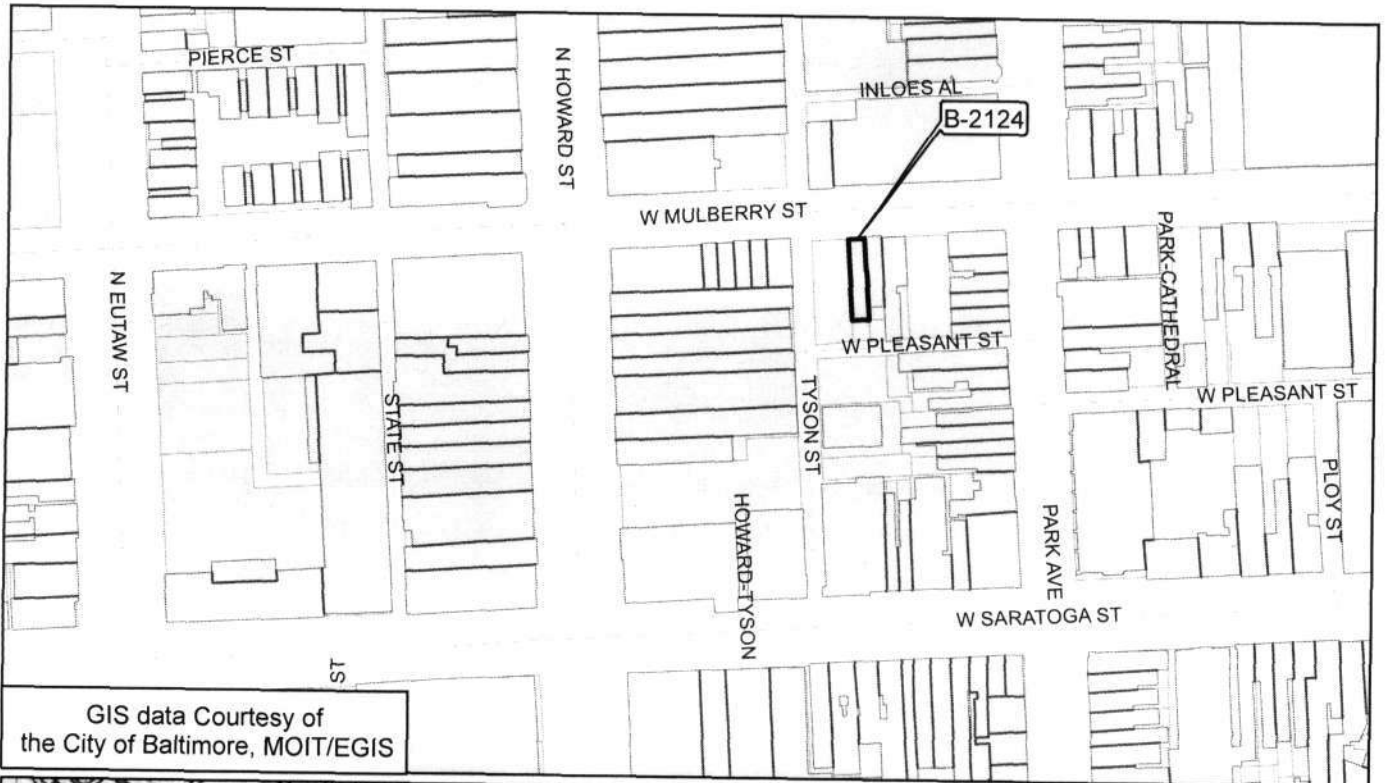 PIERCE ST
N HOWARD ST
INLOES AL
B-2124
W MULBERRY ST
N EUTAW ST
PARK-CATHEDRAL
W PLEASANT ST
STATE ST
TYSON ST
W PLEASANT ST
HOWARD-TYSON
PARK AVE
PLOY ST
W SARATOGA ST
ST
GIS data Courtesy of
the City of Baltimore, MOIT/EGIS